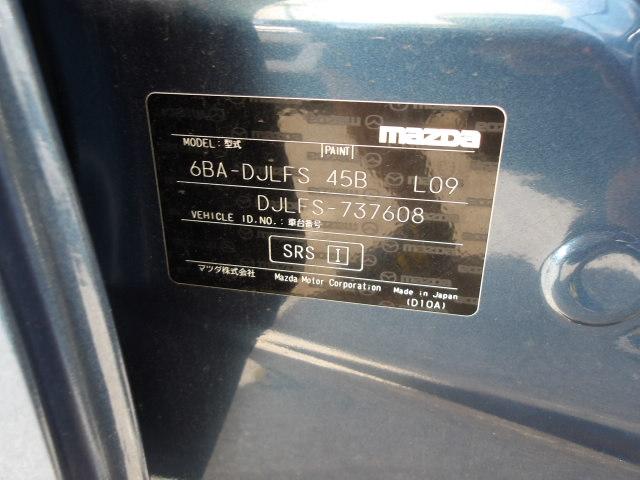 mazda
MODEL:型式 PAINT
6BA-DJLFS 45B L09
DJLFS-737608
VEHICLE ID.NO.:車台番号
SRS I
マツダ株式会社 Mazda Motor Corporation Made in Japan
(D10A)